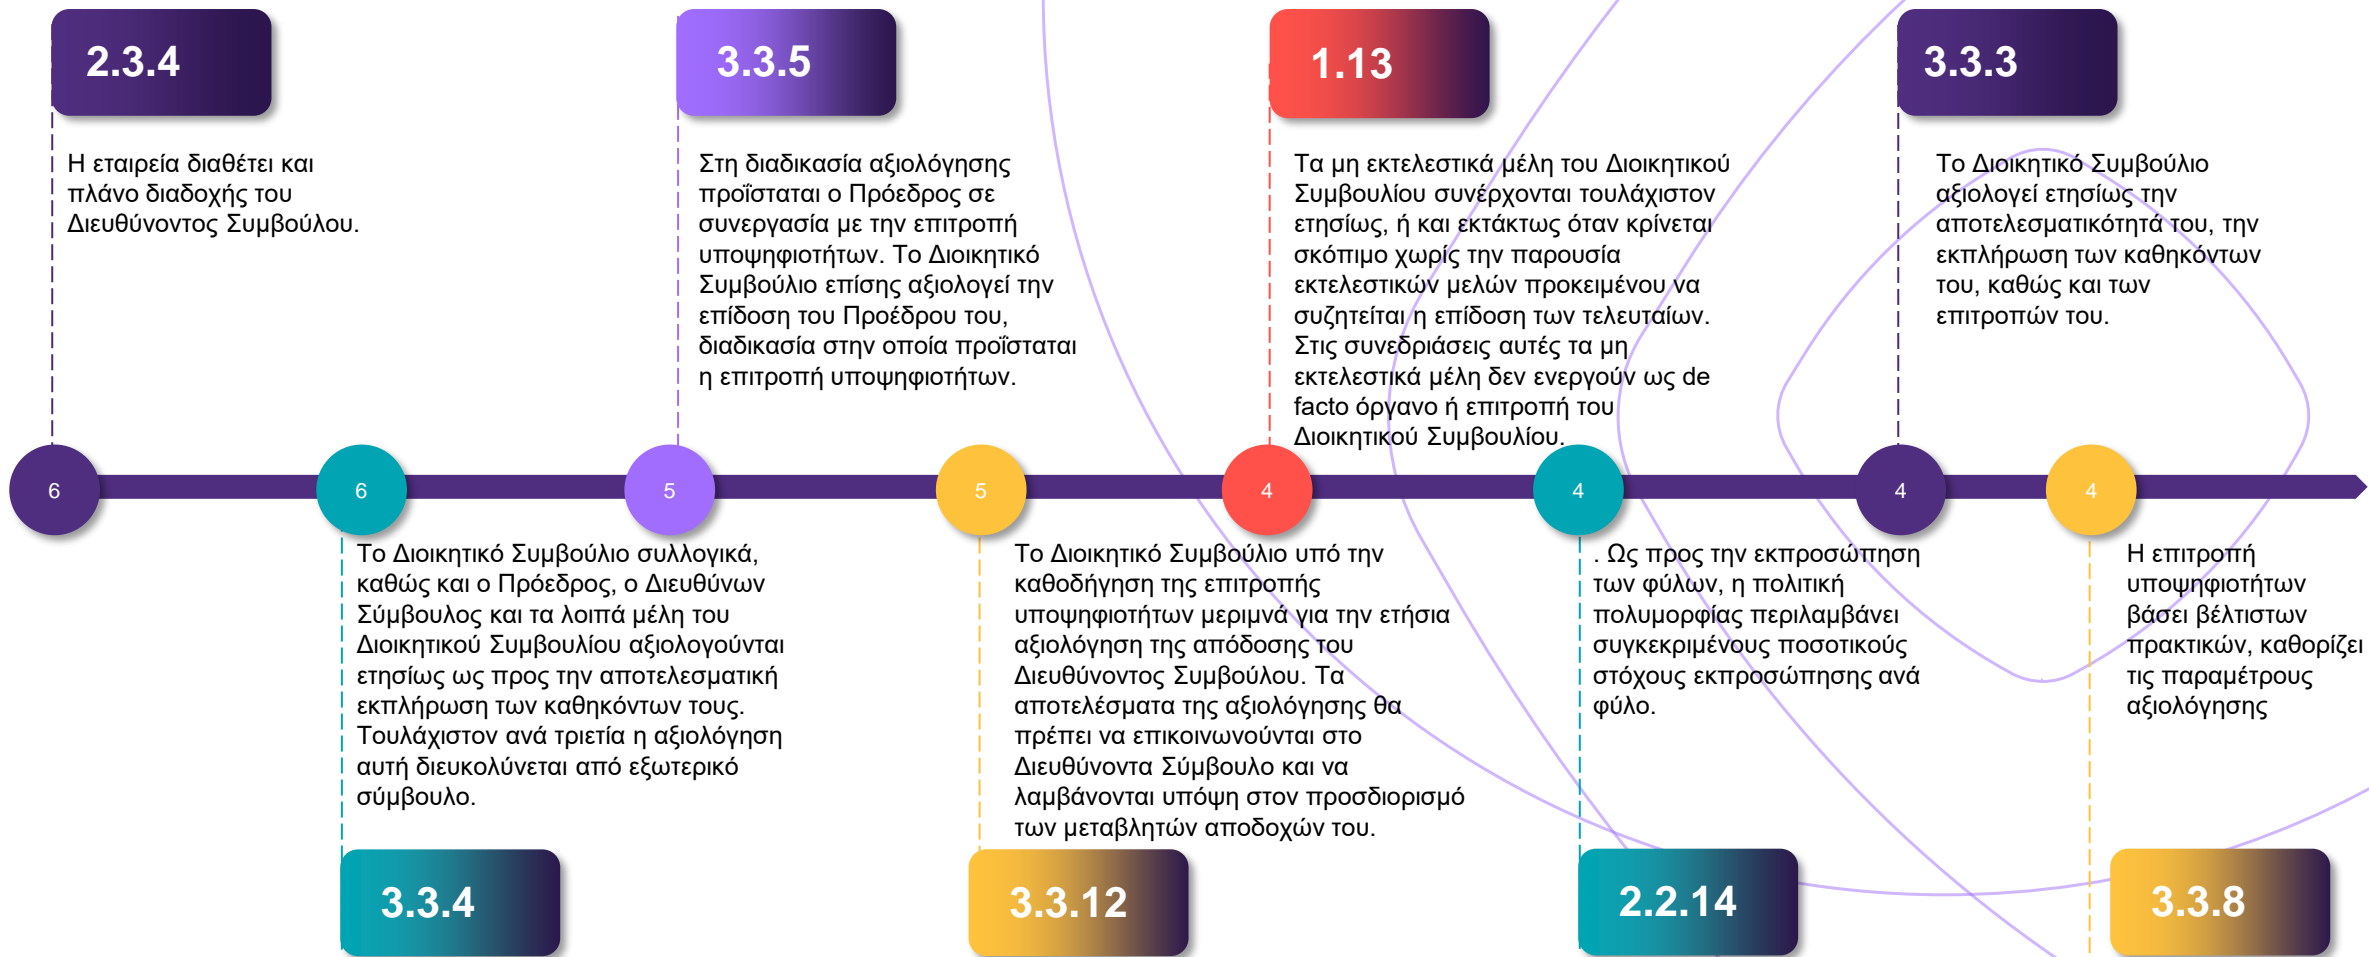 2.3.4
Η εταιρεία διαθέτει και
πλάνο διαδοχής του
Διευθύνοντος Συμβούλου.
3.3.5
Στη διαδικασία αξιολόγησης
προΐσταται ο Πρόεδρος σε
συνεργασία με την επιτροπή
υποψηφιοτήτων. Το Διοικητικό
Συμβούλιο επίσης αξιολογεί την
επίδοση του Προέδρου του,
διαδικασία στην οποία προΐσταται
η επιτροπή υποψηφιοτήτων.
1.13
Τα μη εκτελεστικά μέλη του Διοικητικού
Συμβουλίου συνέρχονται τουλάχιστον
ετησίως, ή και εκτάκτως όταν κρίνεται
σκόπιμο χωρίς την παρουσία
εκτελεστικών μελών προκειμένου να
συζητείται η επίδοση των τελευταίων.
Στις συνεδριάσεις αυτές τα μη
εκτελεστικά μέλη δεν ενεργούν ως de
facto όργανο ή επιτροπή του
Διοικητικού Συμβουλίου.
3.3.3
Το Διοικητικό Συμβούλιο
αξιολογεί ετησίως την
αποτελεσματικότητά του, την
εκπλήρωση των καθηκόντων
του, καθώς και των
επιτροπών του.
6
6
5
5
4
4
4
4
Το Διοικητικό Συμβούλιο συλλογικά,
καθώς και ο Πρόεδρος, ο Διευθύνων
Σύμβουλος και τα λοιπά μέλη του
Διοικητικού Συμβουλίου αξιολογούνται
ετησίως ως προς την αποτελεσματική
εκπλήρωση των καθηκόντων τους.
Τουλάχιστον ανά τριετία η αξιολόγηση
αυτή διευκολύνεται από εξωτερικό
σύμβουλο.
3.3.4
Το Διοικητικό Συμβούλιο υπό την
καθοδήγηση της επιτροπής
υποψηφιοτήτων μεριμνά για την ετήσια
αξιολόγηση της απόδοσης του
Διευθύνοντος Συμβούλου. Τα
αποτελέσματα της αξιολόγησης θα
πρέπει να επικοινωνούνται στο
Διευθύνοντα Σύμβουλο και να
λαμβάνονται υπόψη στον προσδιορισμό
των μεταβλητών αποδοχών του.
3.3.12
. Ως προς την εκπροσώπηση
των φύλων, η πολιτική
πολυμορφίας περιλαμβάνει
συγκεκριμένους ποσοτικούς
στόχους εκπροσώπησης ανά
φύλο.
2.2.14
Η επιτροπή
υποψηφιοτήτων
βάσει βέλτιστων
πρακτικών, καθορίζει
τις παραμέτρους
αξιολόγησης
3.3.8